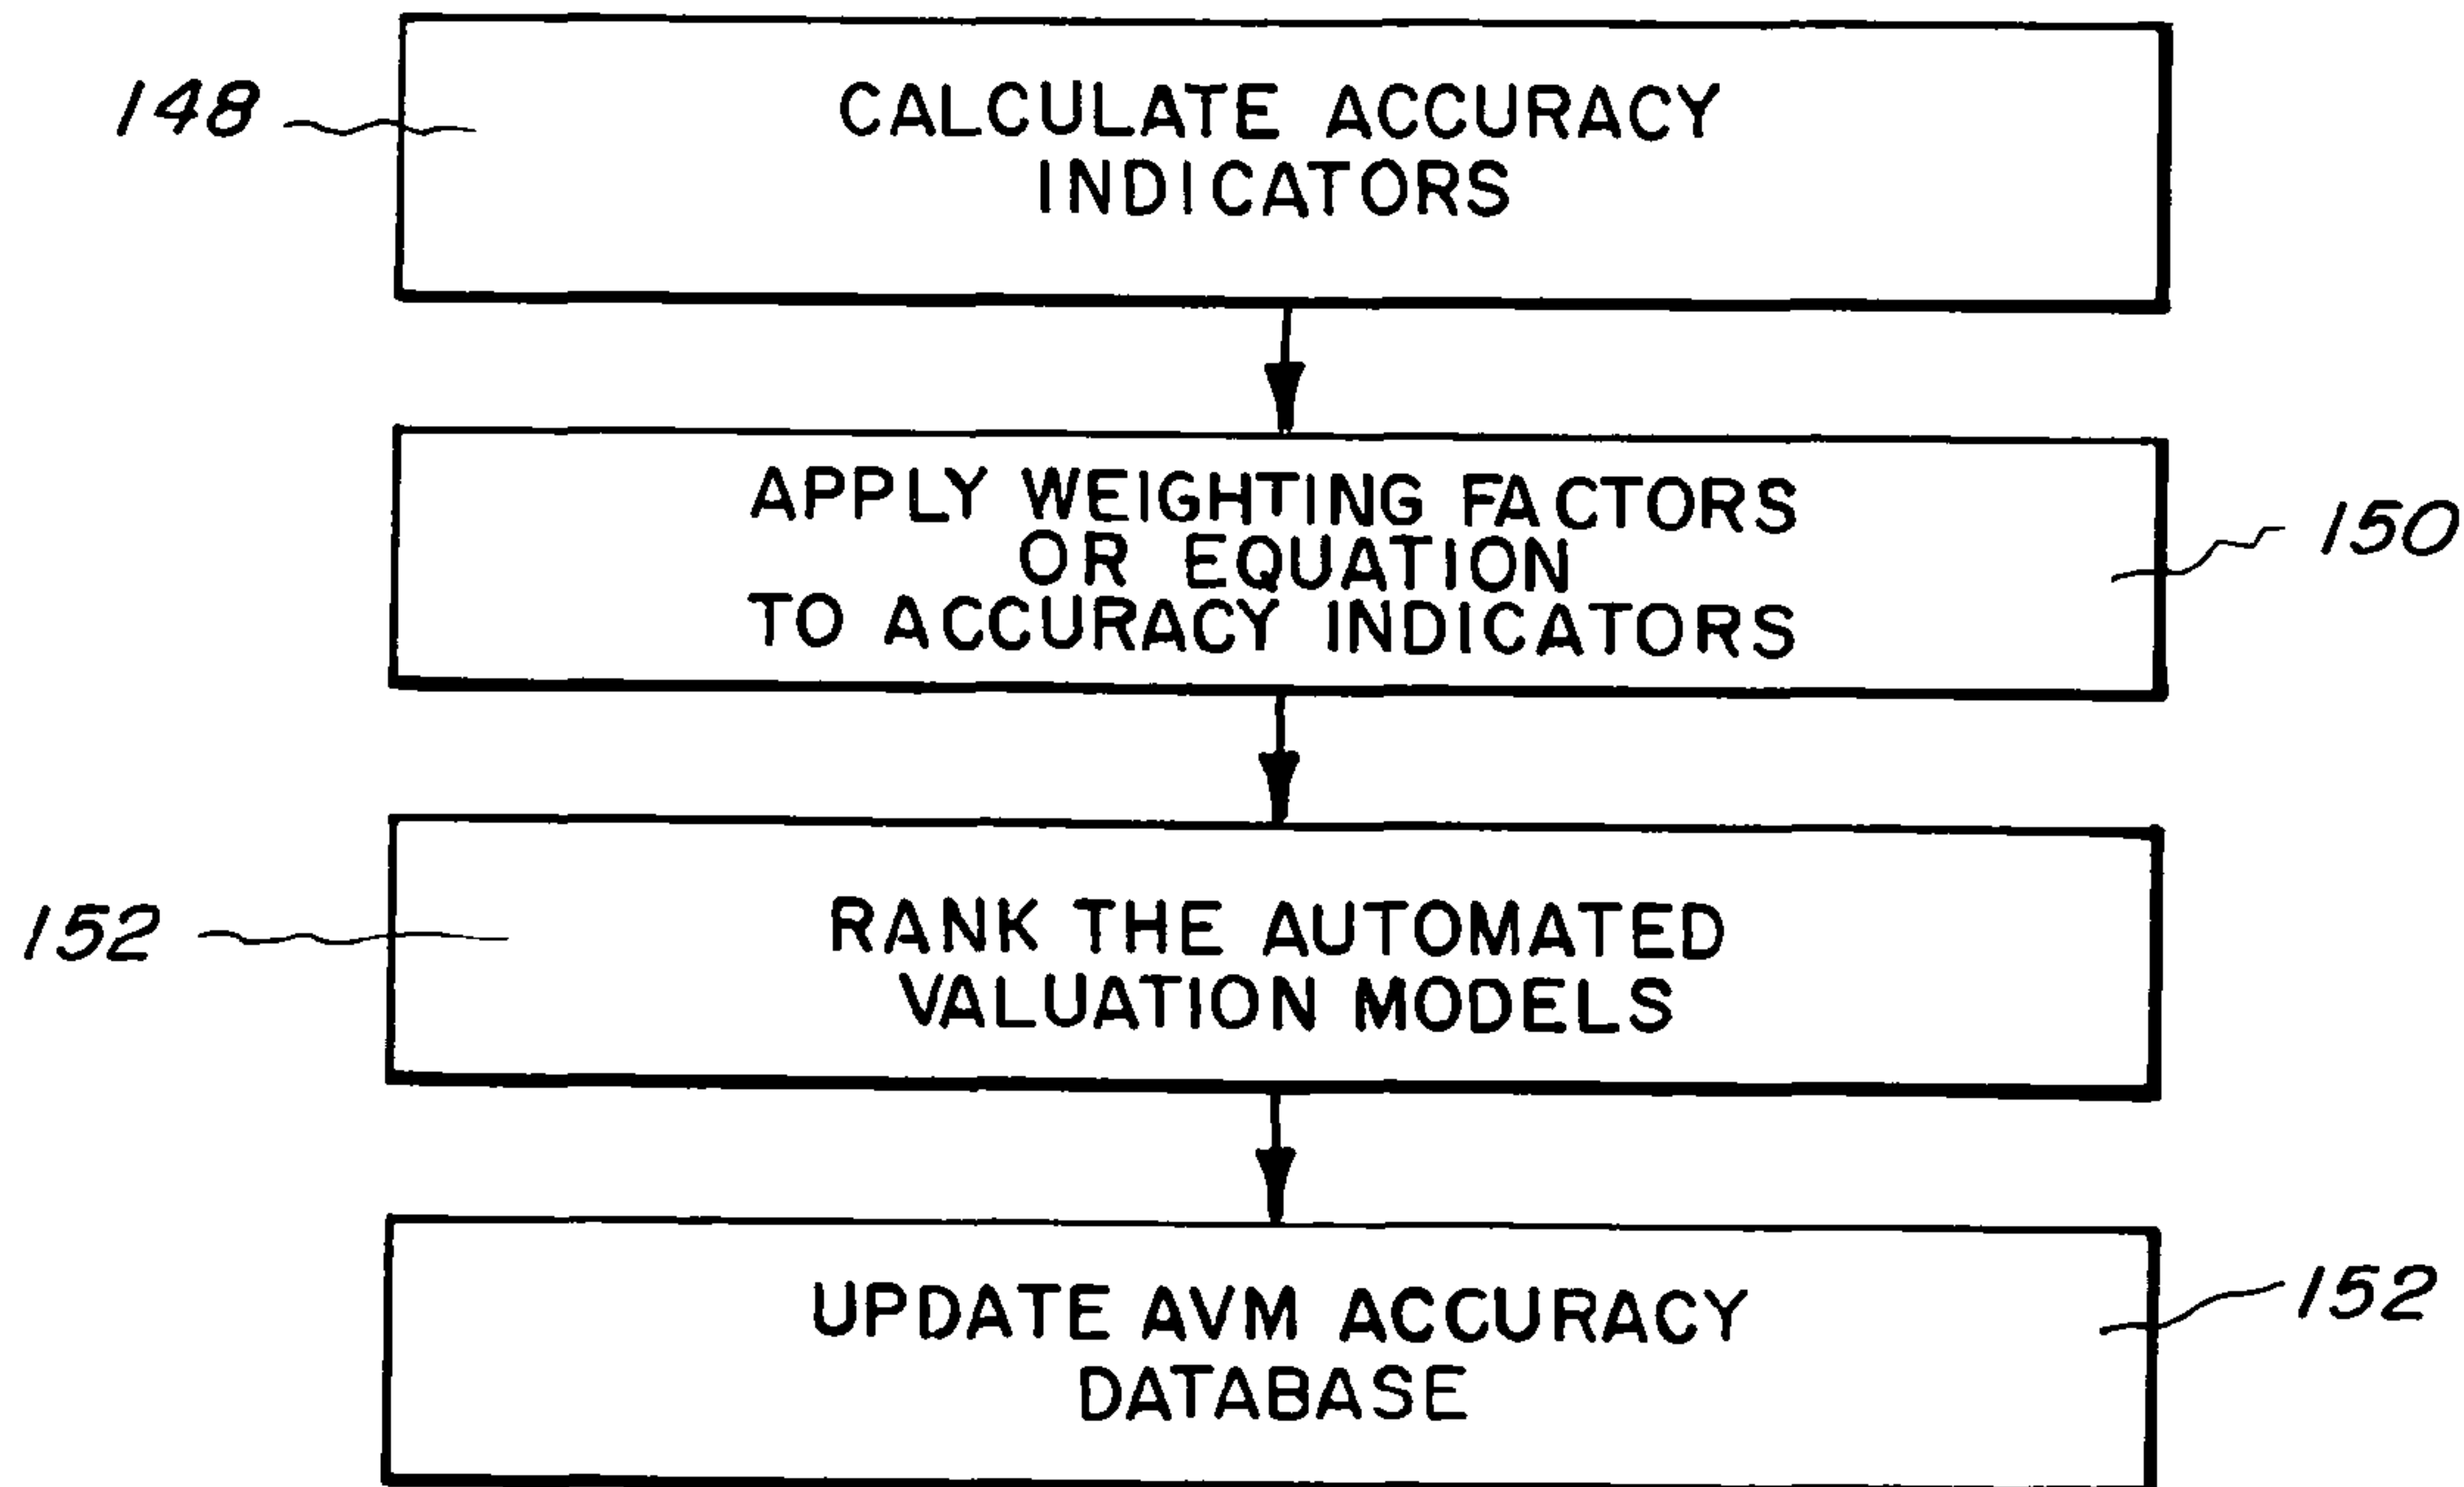 148
CALCULATE ACCURACY
INDICATORS
APPLY WEIGHTING FACTORS
OR EQUATION
TO ACCURACY INDICATORS
150
152
RANK THE AUTOMATED
VALUATION MODELS
UPDATE AVM ACCURACY
DATABASE
152